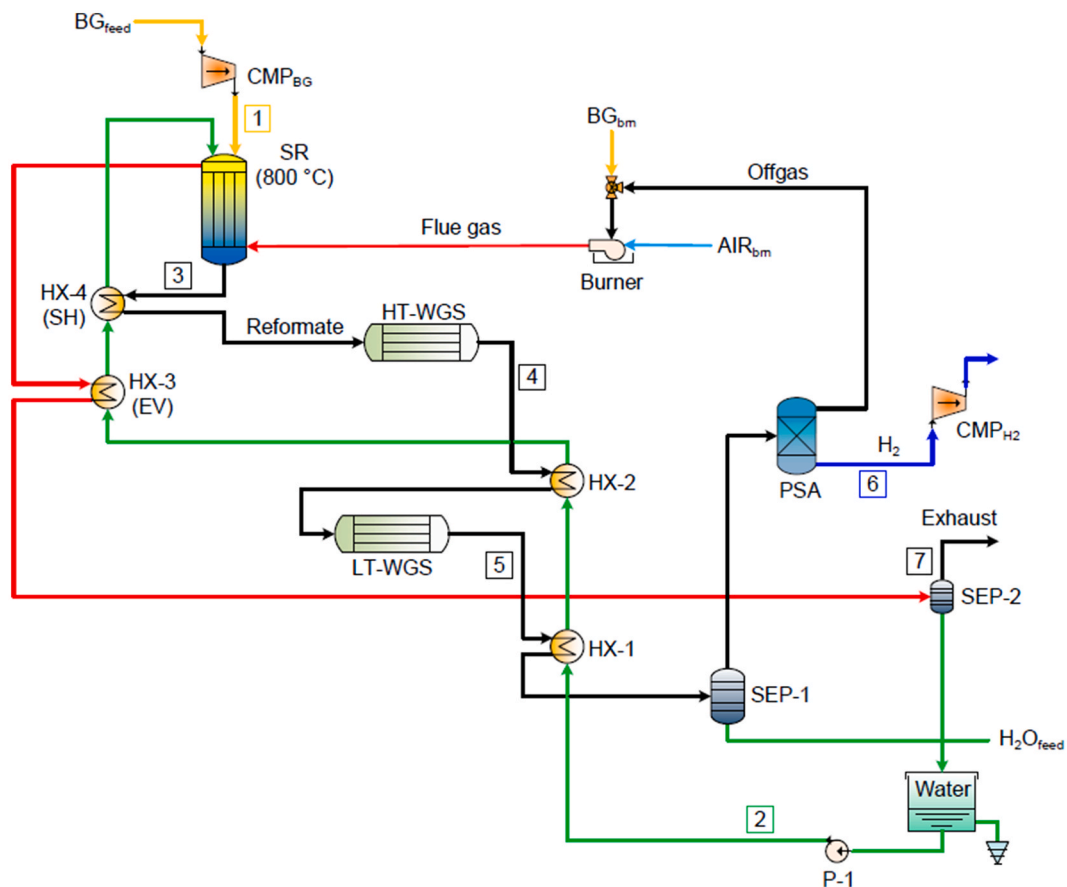 BGfeed
CMPBG
1
SR
(800 °C)
BGbm
Offgas
Flue gas
AIRbm
Burner
3
HX-4
(SH)
Reformate
HT-WGS
4
HX-3
(EV)
HX-2
H2
6
CMPH2
PSA
LT-WGS
5
Exhaust
7
SEP-2
HX-1
SEP-1
H2Ofeed
Water
2
P-1